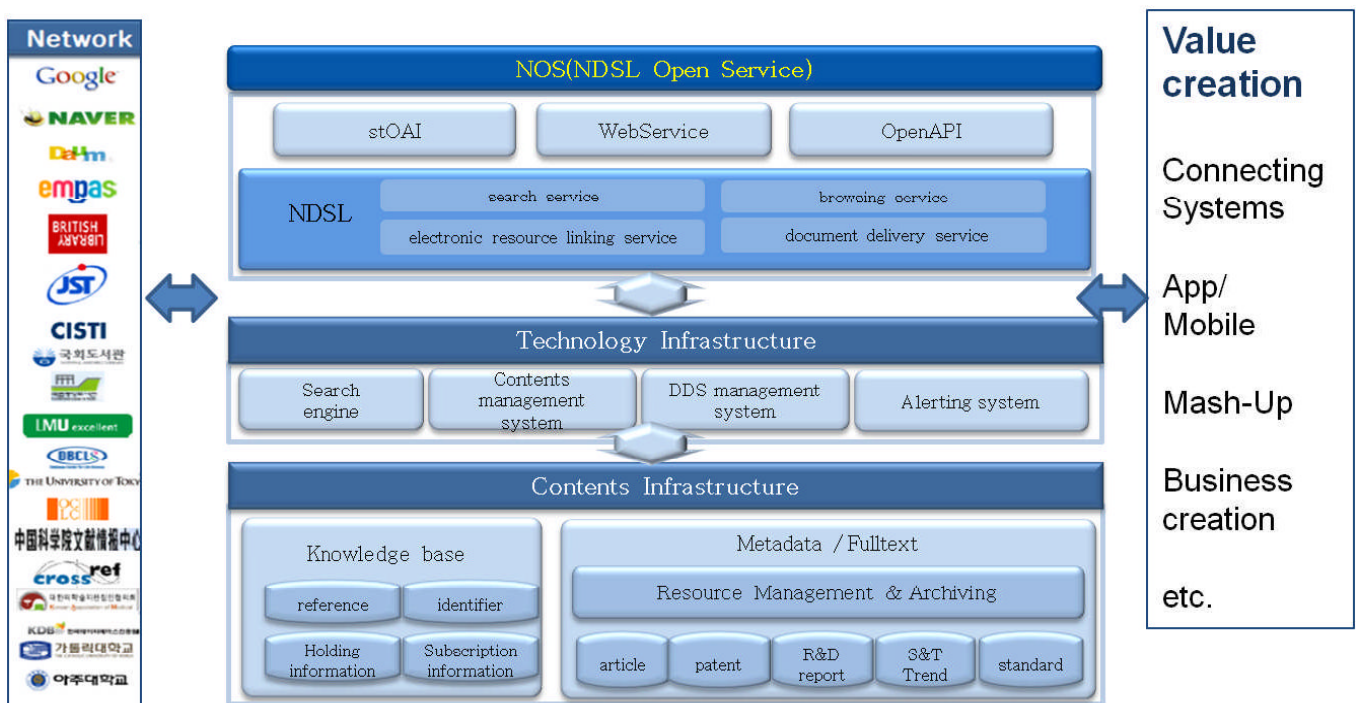 Network
Google
NAVER
Daum
empas
BRITISH
LIBRARY
JST
CISTI
국회도서관
LMU excellent
DBCLS
THE UNIVERSITY OF TOKY
OC
LC
中国科学院文献情报中心
crossref
KDB
가톨릭대학교
아주대학교
NOS(NDSL Open Service)
stOAI
WebService
OpenAPI
NDSL
search service
browsing service
electronic resource linking service
document delivery service
Technology Infrastructure
Search
engine
Contents
management
system
DDS management
system
Alerting system
Contents Infrastructure
Knowledge base
reference
identifier
Holding
information
Subscription
information
Metadata / Fulltext
Resource Management & Archiving
article
patent
R&D
report
S&T
Trend
standard
Value
creation
Connecting
Systems
App/
Mobile
Mash-Up
Business
creation
etc.